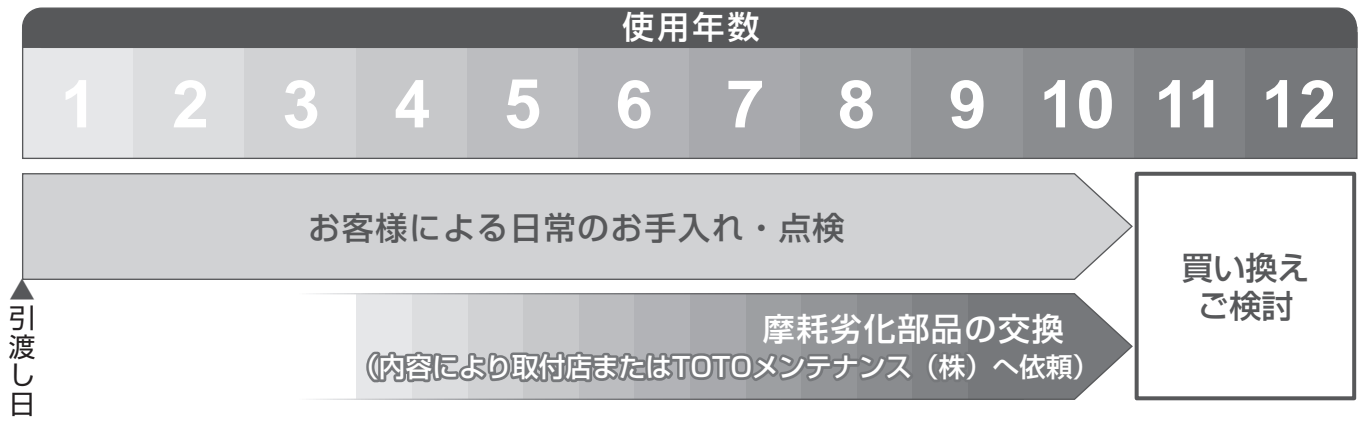 使用年数
1 2 3 4 5 6 7 8 9 10 11 12
お客様による日常のお手入れ・点検
買い換え
ご検討
引渡し日
摩耗劣化部品の交換
（内容により取付店またはTOTOメンテナンス（株）へ依頼）